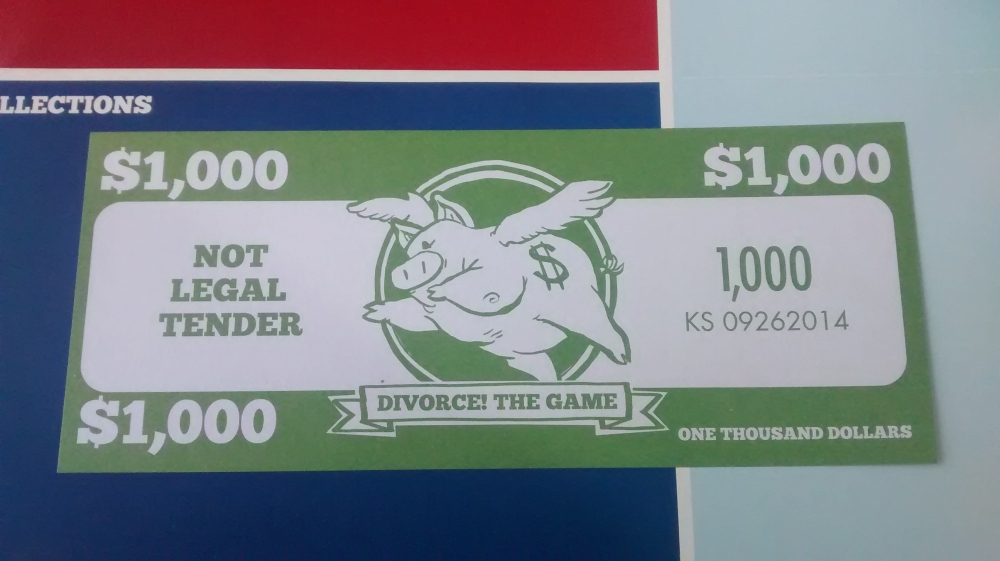 LLECTIONS
$1,000
$1,000
NOT
LEGAL
TENDER
$
1,000
KS 09262014
$1,000
DIVORCE! THE GAME
ONE THOUSAND DOLLARS